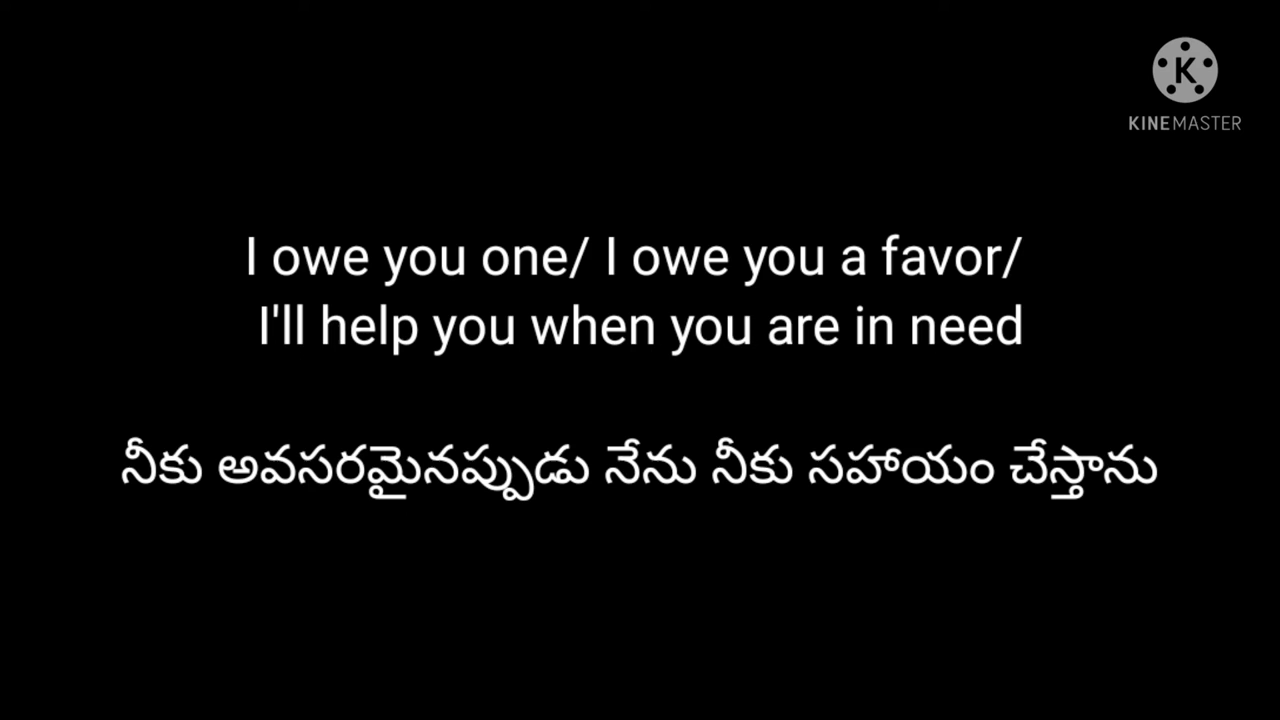 K
KINEMASTER
I owe you one/ I owe you a favor/
I'll help you when you are in need
నీకు అవసరమైనప్పుడు నేను నీకు సహాయం చేస్తాను